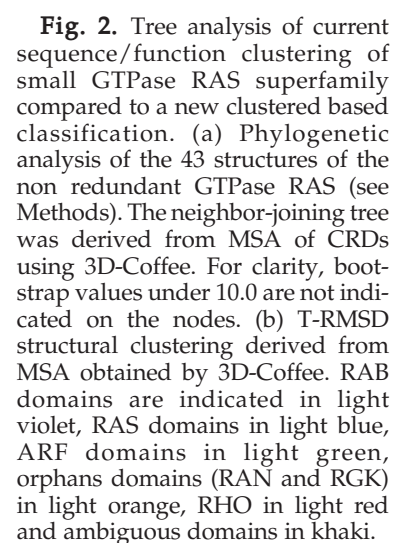 Fig. 2. Tree analysis of current
sequence/function clustering of
small GTPase RAS superfamily
compared to a new clustered based
classification. (a) Phylogenetic
analysis of the 43 structures of the
non redundant GTPase RAS (see
Methods). The neighbor-joining tree
was derived from MSA of CRDs
using 3D-Coffee. For clarity, boot-
strap values under 10.0 are not indi-
cated on the nodes. (b) T-RMSD
structural clustering derived from
MSA obtained by 3D-Coffee. RAB
domains are indicated in light
violet, RAS domains in light blue,
ARF domains in light green,
orphans domains (RAN and RGK)
in light orange, RHO in light red
and ambiguous domains in khaki.